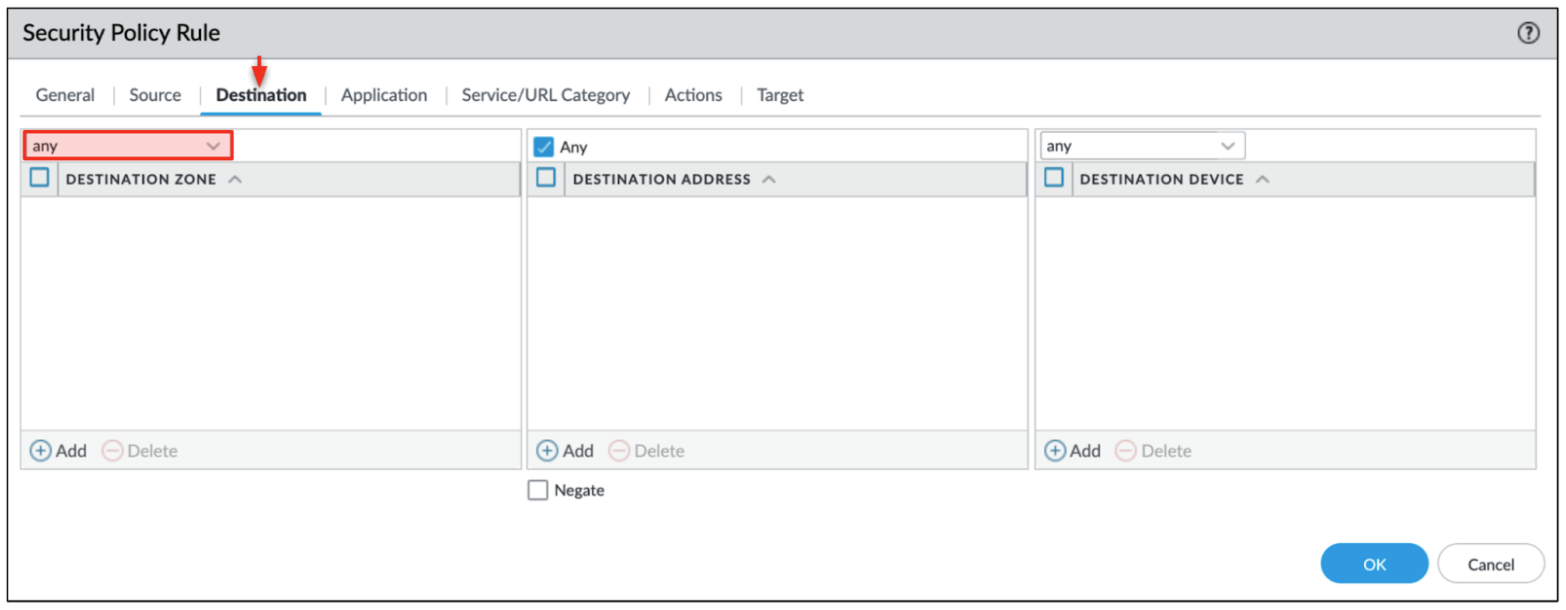 Security Policy Rule
General Source Destination Application Service/URL Category Actions Target
any Any any
DESTINATION ZONE DESTINATION ADDRESS DESTINATION DEVICE
Add Delete Add Delete Add Delete
Negate
OK Cancel